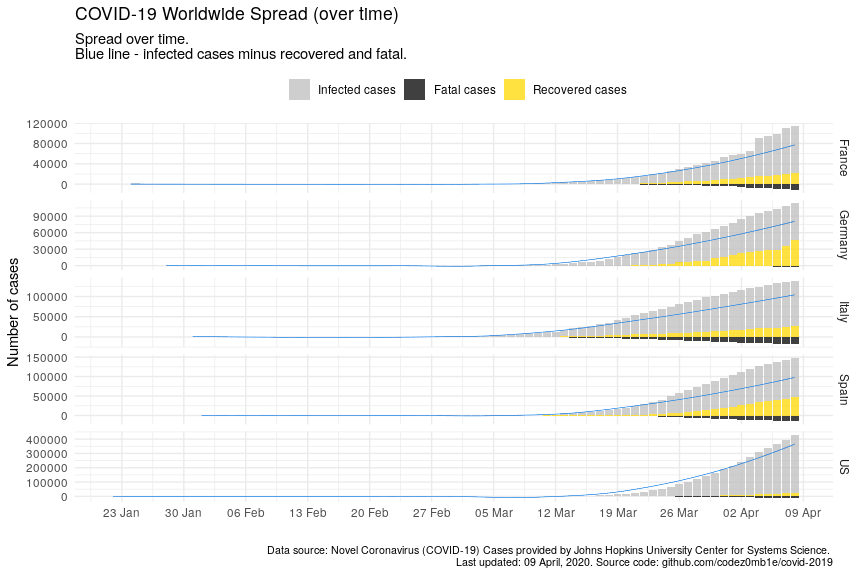 COVID-19 Worldwide Spread (over time)
Spread over time.
Blue line - infected cases minus recovered and fatal.
Infected cases
Fatal cases
Recovered cases
Number of cases
120000
80000
40000
0
France
90000
60000
30000
0
Germany
100000
50000
0
Italy
150000
100000
50000
0
Spain
400000
300000
200000
100000
0
US
23 Jan
30 Jan
06 Feb
13 Feb
20 Feb
27 Feb
05 Mar
12 Mar
19 Mar
26 Mar
02 Apr
09 Apr
Data source: Novel Coronavirus (COVID-19) Cases provided by Johns Hopkins University Center for Systems Science.
Last updated: 09 April, 2020. Source code: github.com/codez0mb1e/covid-2019